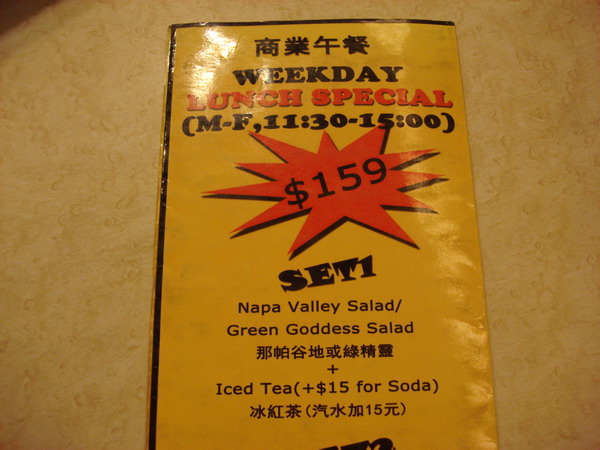 商業午餐
WEEKDAY
LUNCH SPECIAL
(M-F,11:30-15:00)
$159
SET1
Napa Valley Salad/
Green Goddess Salad
那帕谷地或綠精靈
+
Iced Tea(+$15 for Soda)
冰紅茶(汽水加15元)
SET2